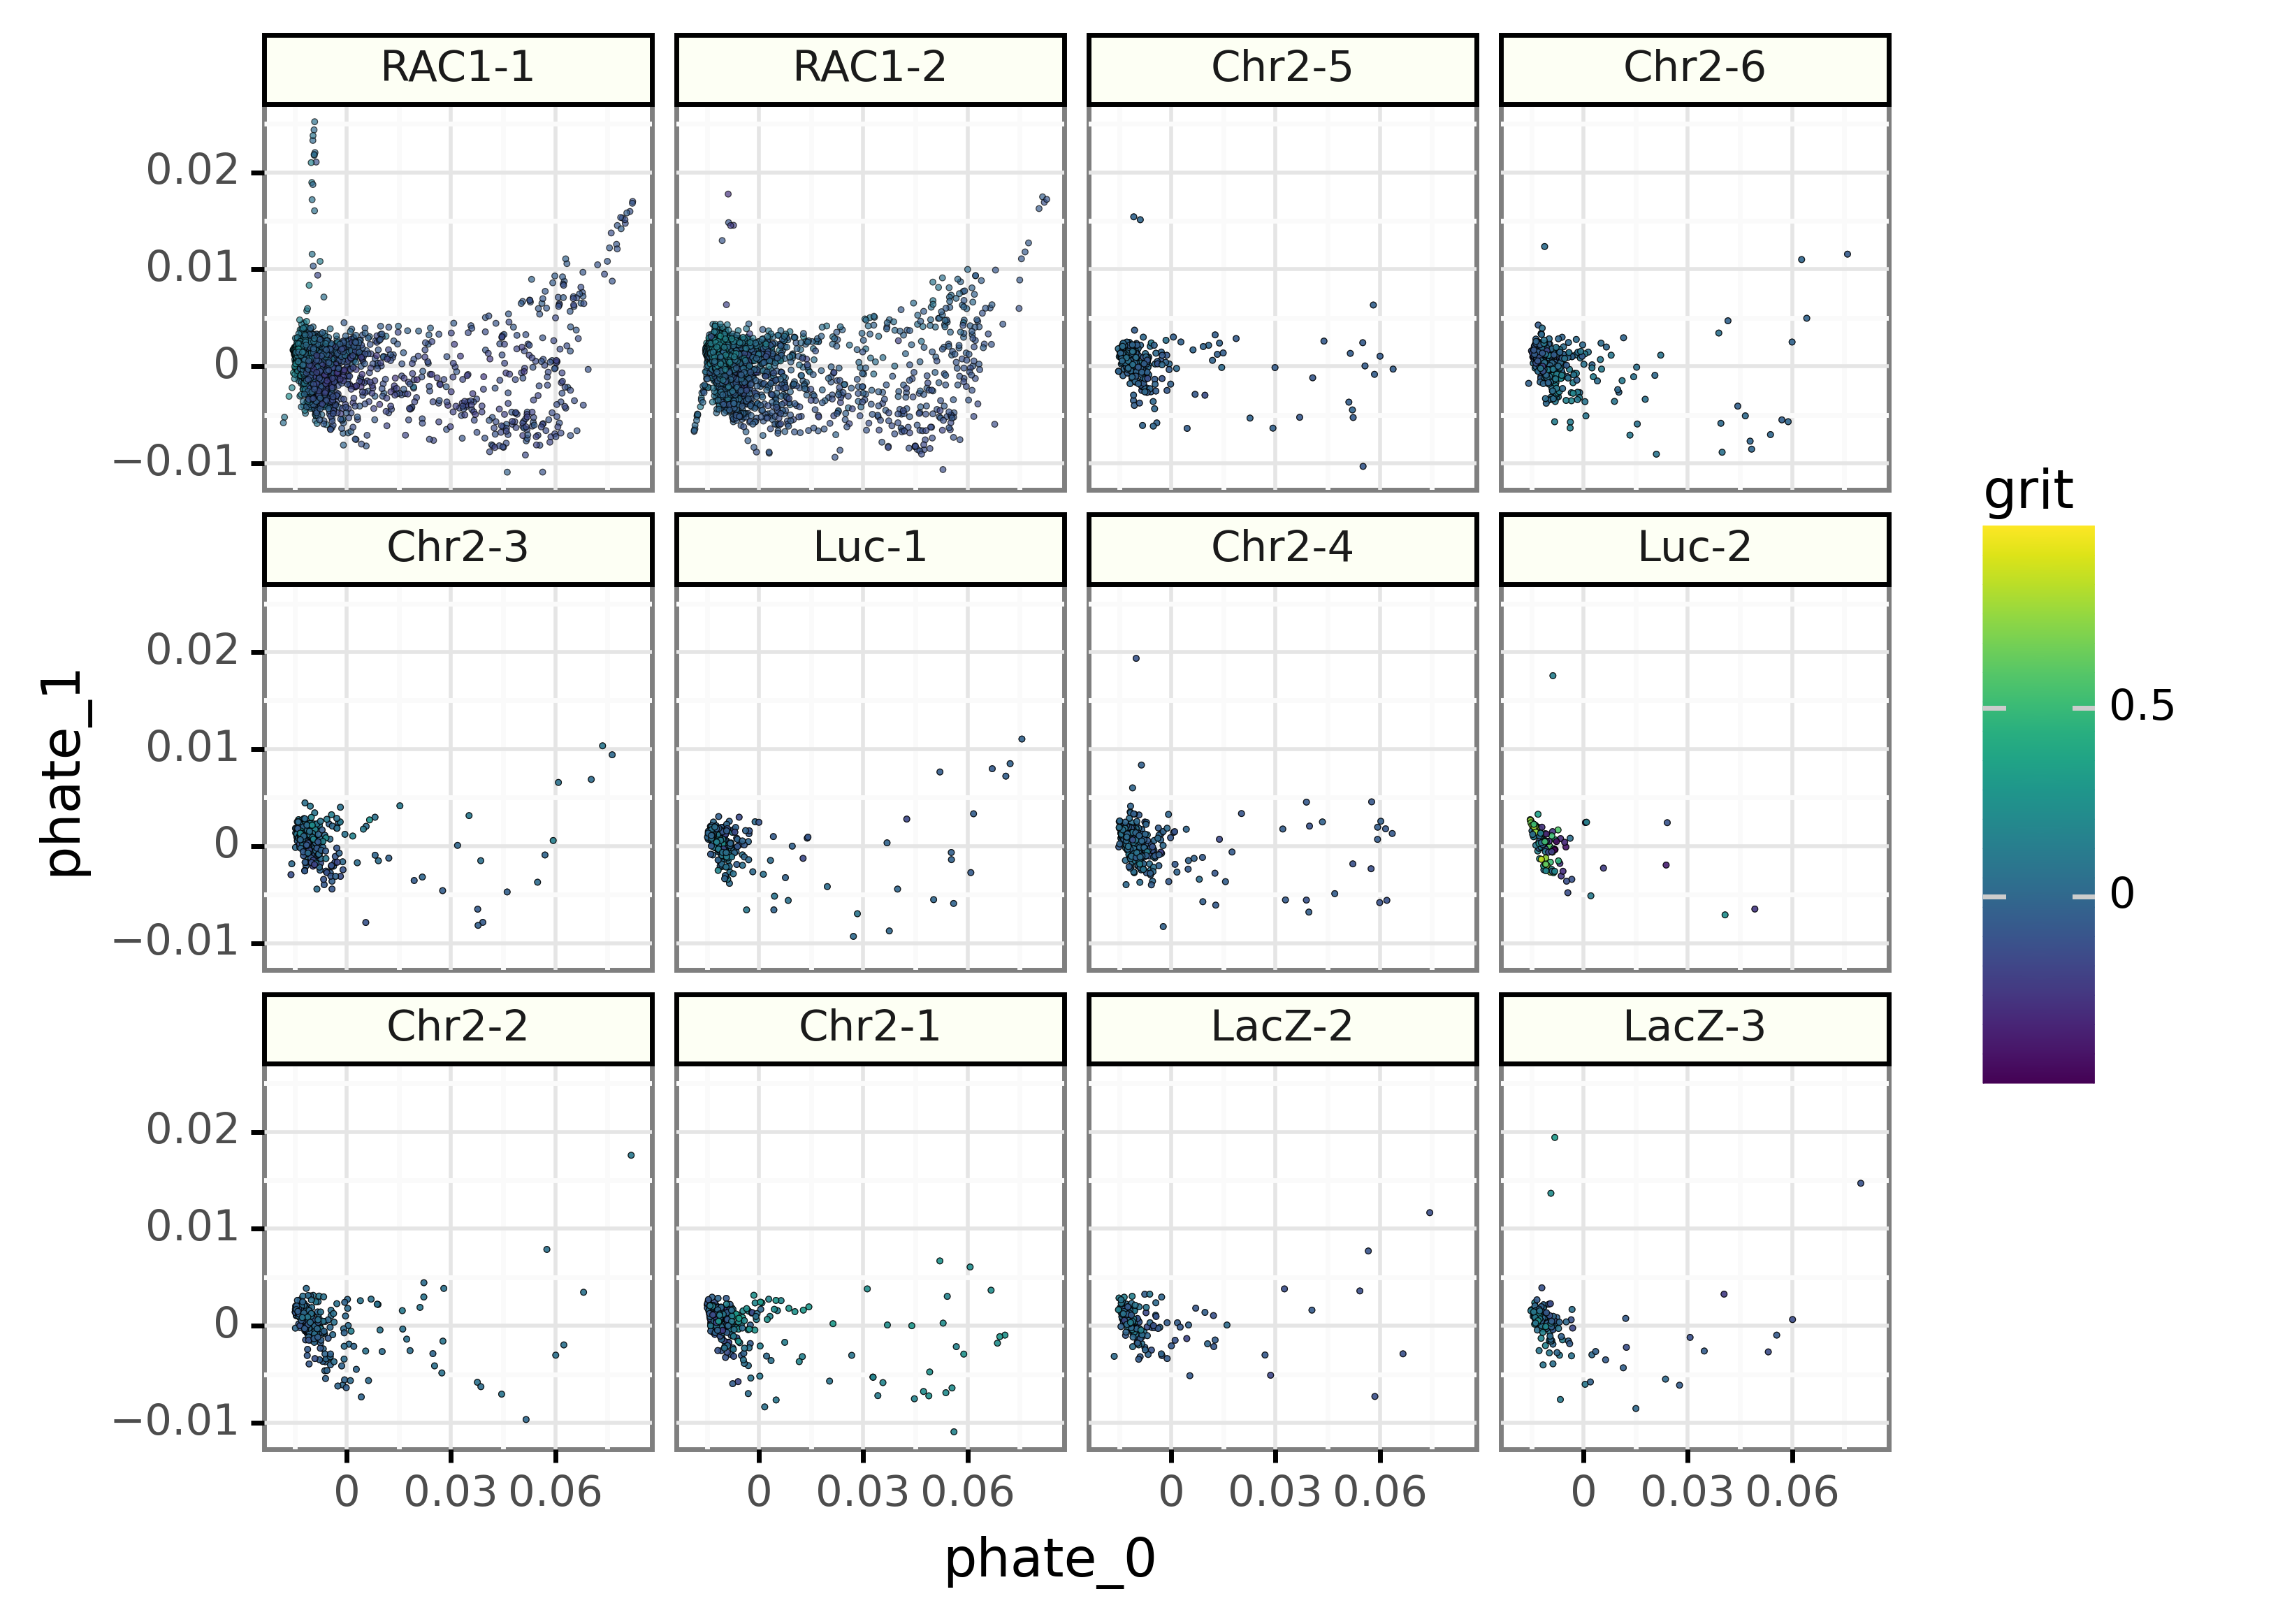 RAC1-1 RAC1-2 Chr2-5 Chr2-6
0.02
0.01
0
−0.01
grit
0.5
0
Chr2-3 Luc-1 Chr2-4 Luc-2
0.02
0.01
0
−0.01
phate_1
Chr2-2 Chr2-1 LacZ-2 LacZ-3
0.02
0.01
0
−0.01
0 0.03 0.06 0 0.03 0.06 0 0.03 0.06 0 0.03 0.06
phate_0